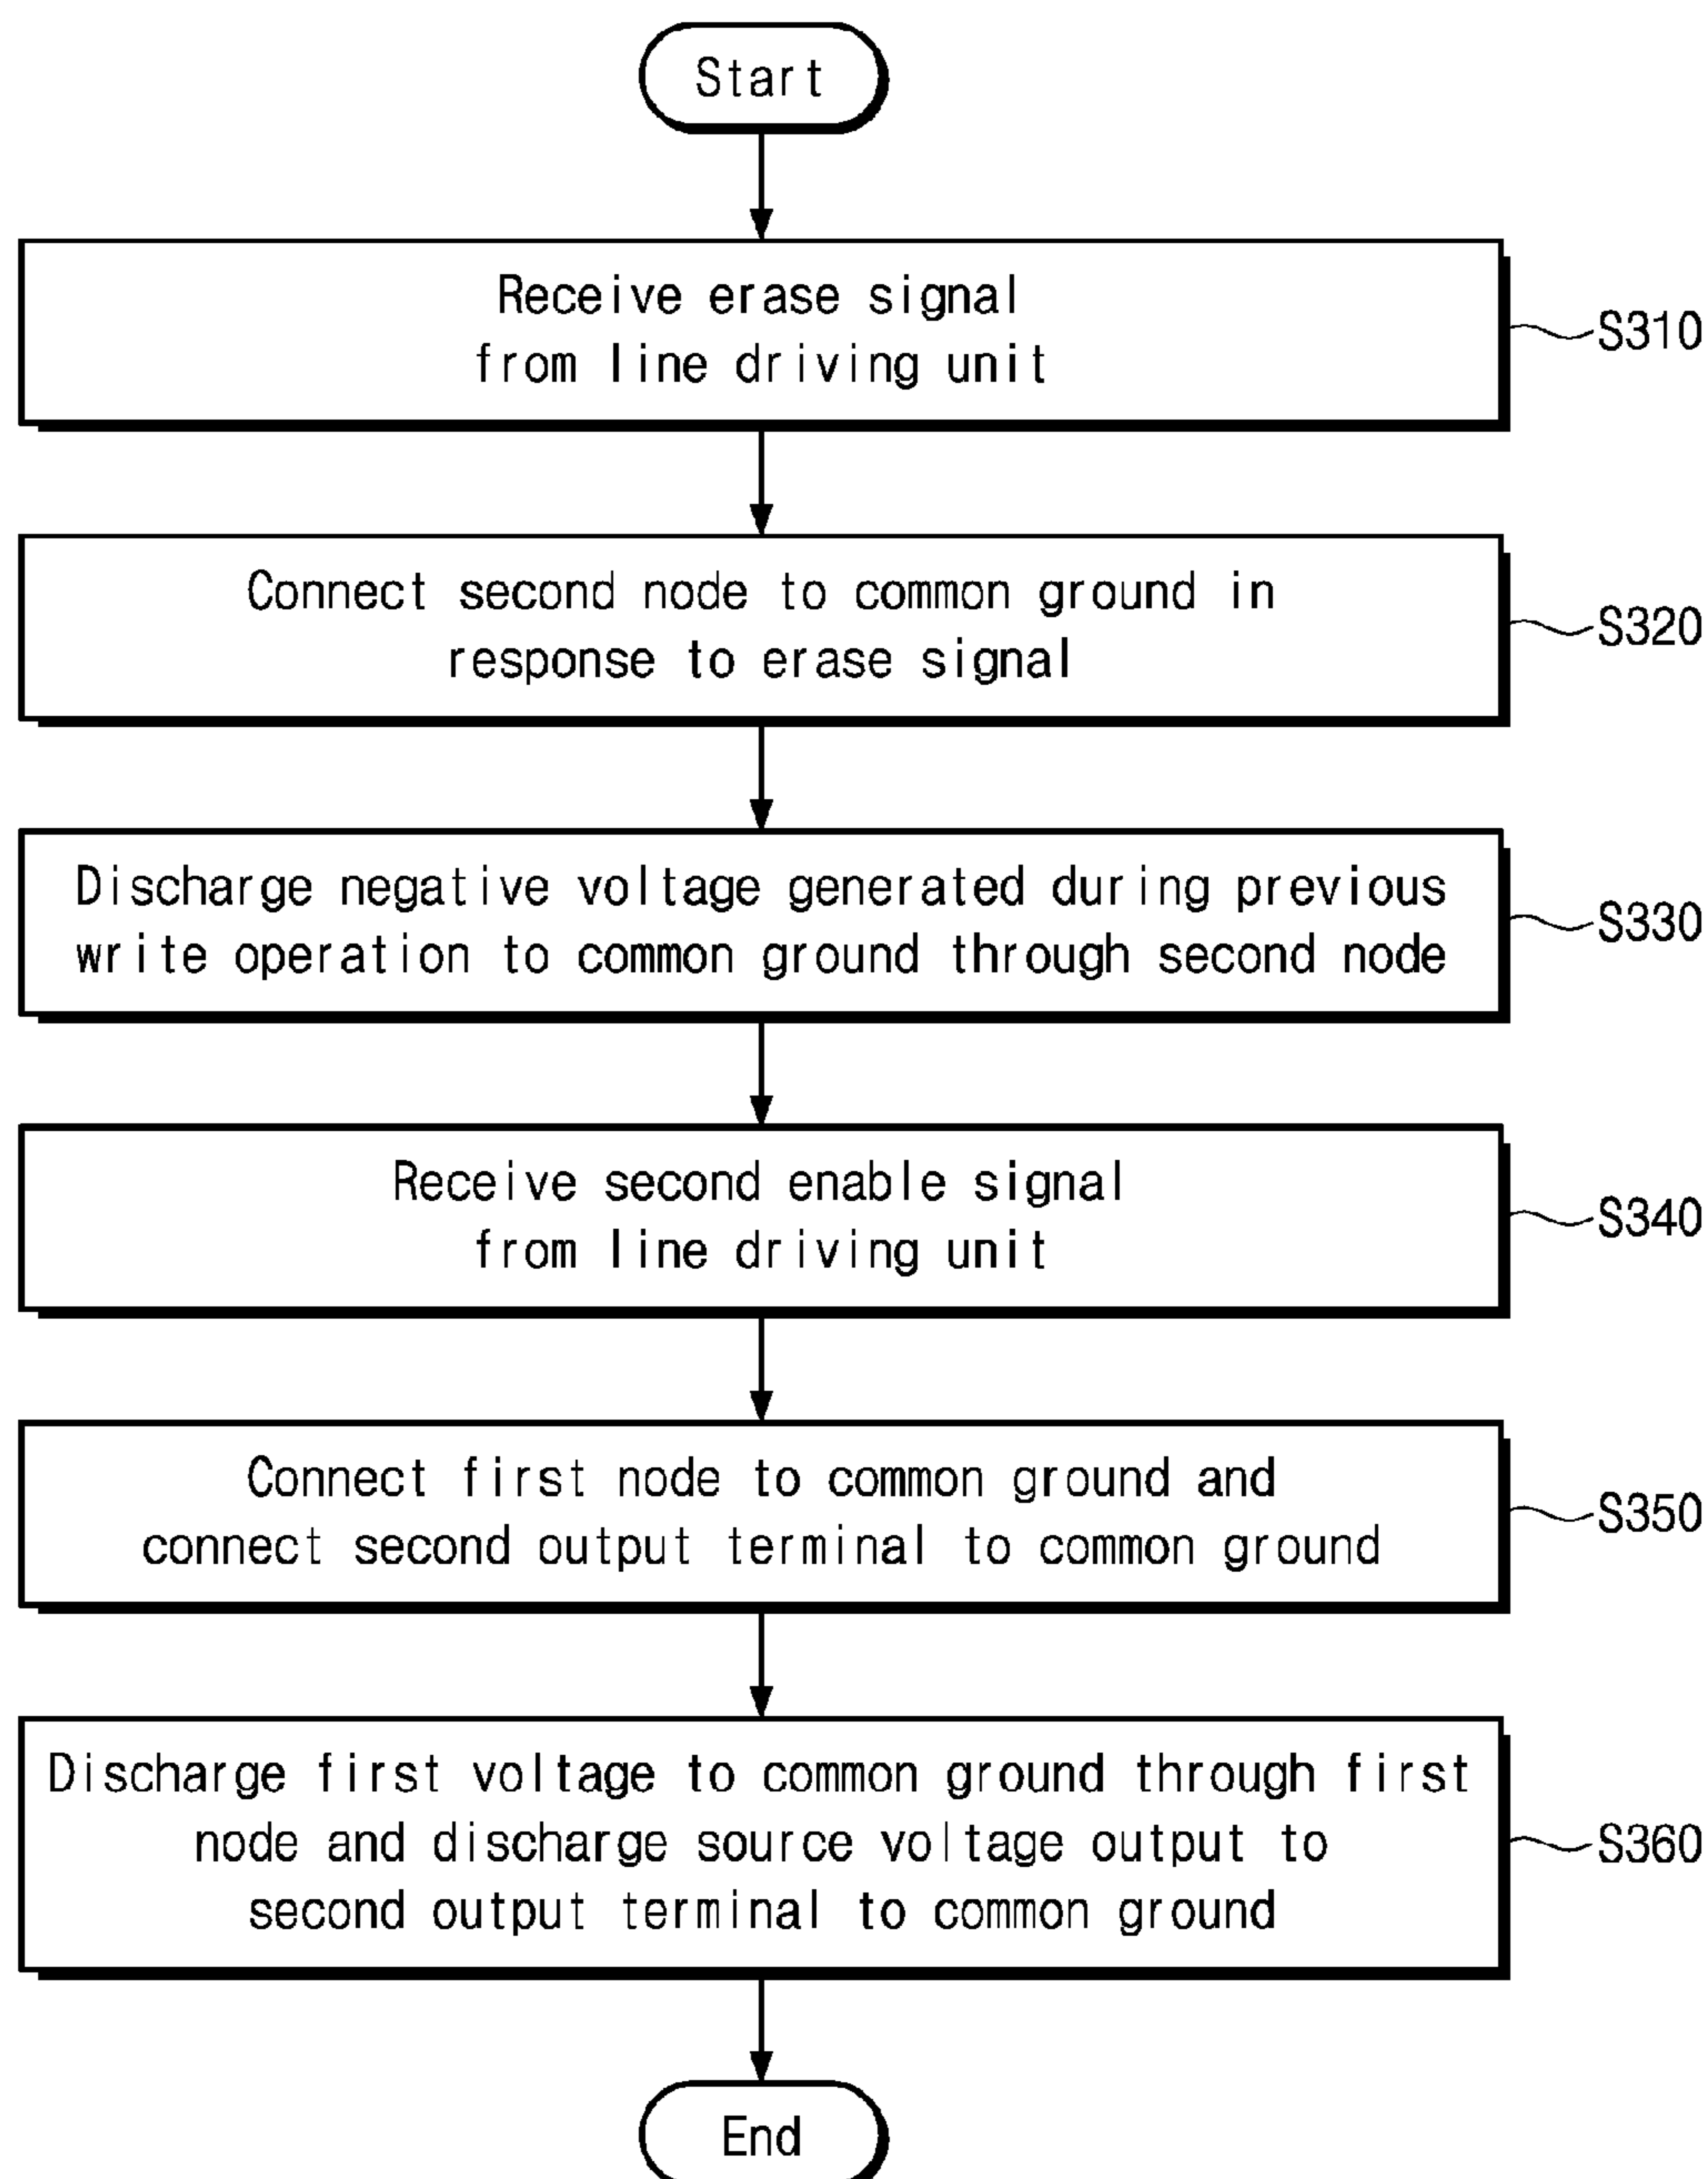 Start
Receive erase signal
from line driving unit
S310
Connect second node to common ground in
response to erase signal
S320
Discharge negative voltage generated during previous
write operation to common ground through second node
S330
Receive second enable signal
from line driving unit
S340
Connect first node to common ground and
connect second output terminal to common ground
S350
Discharge first voltage to common ground through first
node and discharge source voltage output to
second output terminal to common ground
S360
End